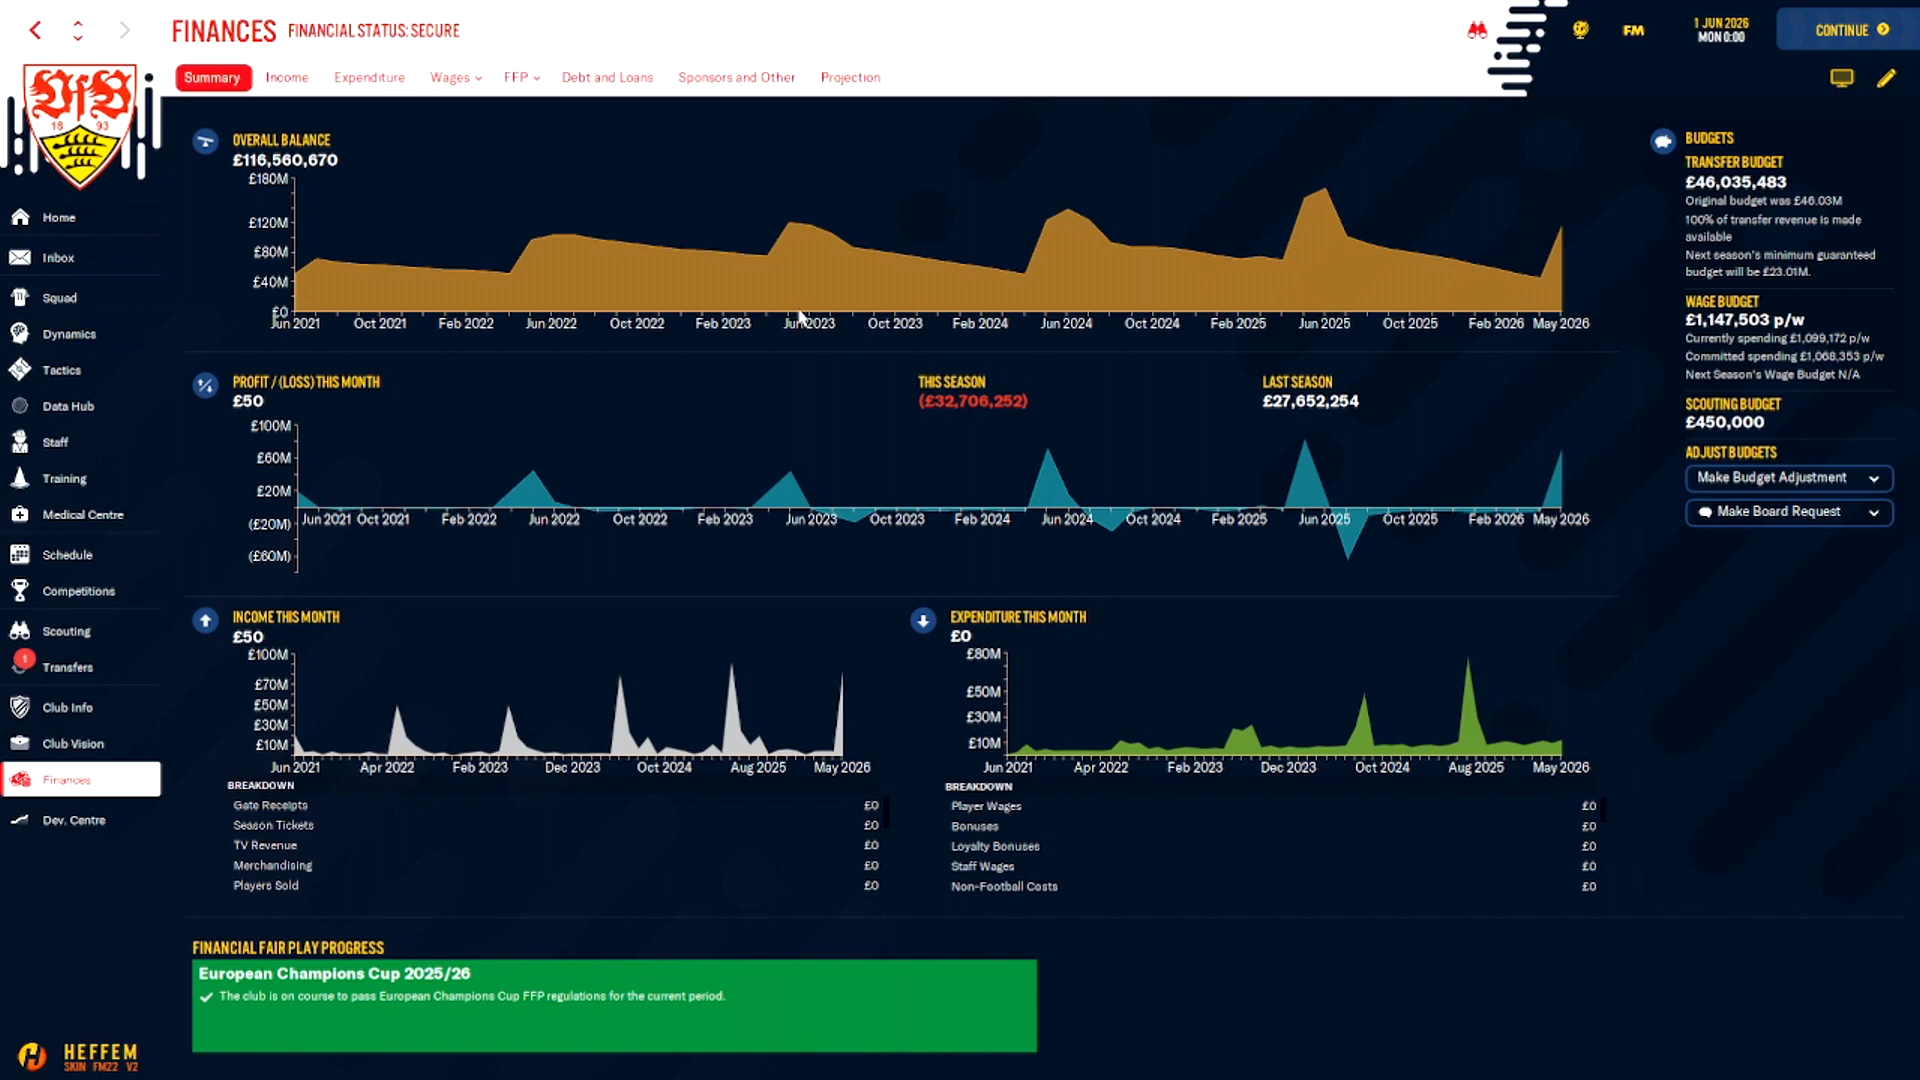 FINANCES FINANCIAL STATUS: SECURE
FM
1 JUN 2026
MON 0:00
CONTINUE
Summary Income Expenditure Wages FFP Debt and Loans Sponsors and Other Projection
VfB
18 93
Home
Inbox
Squad
Dynamics
Tactics
Data Hub
Staff
Training
Medical Centre
Schedule
Competitions
Scouting
1
Transfers
Club Info
Club Vision
Finances
Dev. Centre
HEFFEM
SKIN FM22 V2
OVERALL BALANCE
£116,560,670
£180M
£120M
£80M
£40M
£0
Jun 2021 Oct 2021 Feb 2022 Jun 2022 Oct 2022 Feb 2023 Jun 2023 Oct 2023 Feb 2024 Jun 2024 Oct 2024 Feb 2025 Jun 2025 Oct 2025 Feb 2026 May 2026
PROFIT / (LOSS) THIS MONTH
£50
THIS SEASON
(£32,706,252)
LAST SEASON
£27,652,254
£100M
£60M
£20M
(£20M)
(£60M)
Jun 2021 Oct 2021 Feb 2022 Jun 2022 Oct 2022 Feb 2023 Jun 2023 Oct 2023 Feb 2024 Jun 2024 Oct 2024 Feb 2025 Jun 2025 Oct 2025 Feb 2026 May 2026
INCOME THIS MONTH
£50
£100M
£70M
£50M
£30M
£10M
Jun 2021 Apr 2022 Feb 2023 Dec 2023 Oct 2024 Aug 2025 May 2026
BREAKDOWN
Gate Receipts £0
Season Tickets £0
TV Revenue £0
Merchandising £0
Players Sold £0
EXPENDITURE THIS MONTH
£0
£80M
£50M
£30M
£10M
Jun 2021 Apr 2022 Feb 2023 Dec 2023 Oct 2024 Aug 2025 May 2026
BREAKDOWN
Player Wages £0
Bonuses £0
Loyalty Bonuses £0
Staff Wages £0
Non-Football Costs £0
FINANCIAL FAIR PLAY PROGRESS
European Champions Cup 2025/26
The club is on course to pass European Champions Cup FFP regulations for the current period.
BUDGETS
TRANSFER BUDGET
£46,035,483
Original budget was £46.03M
100% of transfer revenue is made
available
Next season's minimum guaranteed
budget will be £23.01M.
WAGE BUDGET
£1,147,503 p/w
Currently spending £1,099,172 p/w
Committed spending £1,068,353 p/w
Next Season's Wage Budget N/A
SCOUTING BUDGET
£450,000
ADJUST BUDGETS
Make Budget Adjustment
Make Board Request